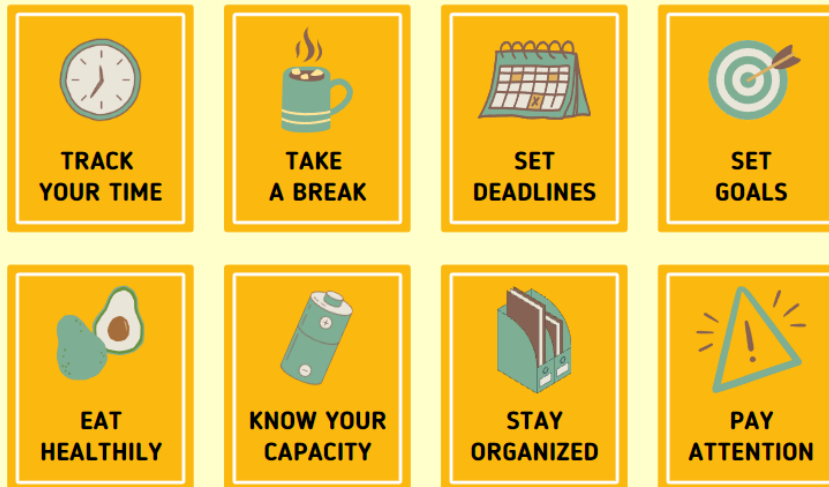 TRACK
YOUR TIME
TAKE
A BREAK
SET
DEADLINES
SET
GOALS
EAT
HEALTHILY
KNOW YOUR
CAPACITY
STAY
ORGANIZED
PAY
ATTENTION